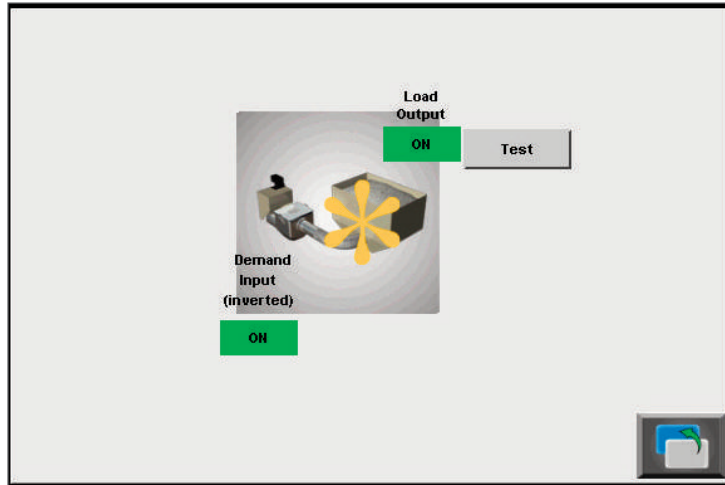 Load
Output
ON
Test
Demand
Input
(inverted)
ON